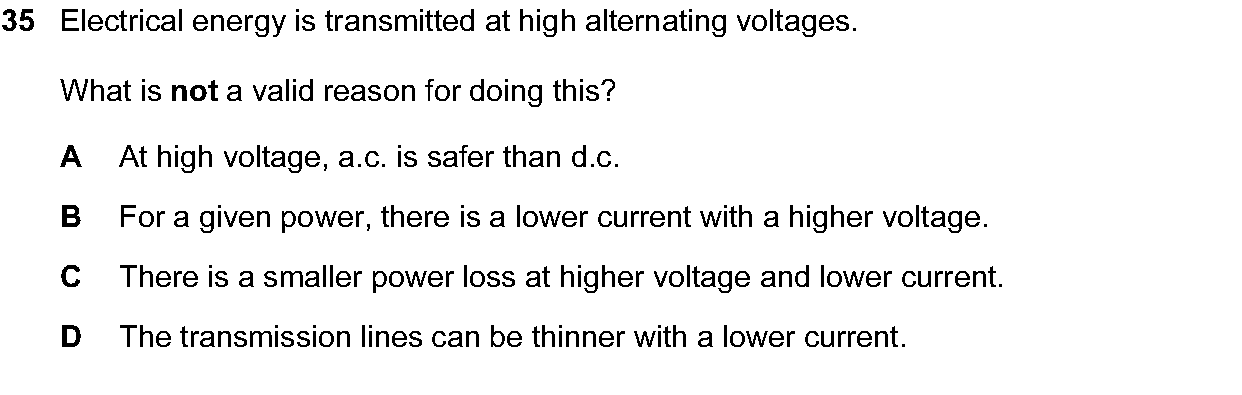 35 Electrical energy is transmitted at high alternating voltages.
What is not a valid reason for doing this?
A At high voltage, a.c. is safer than d.c.
B For a given power, there is a lower current with a higher voltage.
C There is a smaller power loss at higher voltage and lower current.
D The transmission lines can be thinner with a lower current.